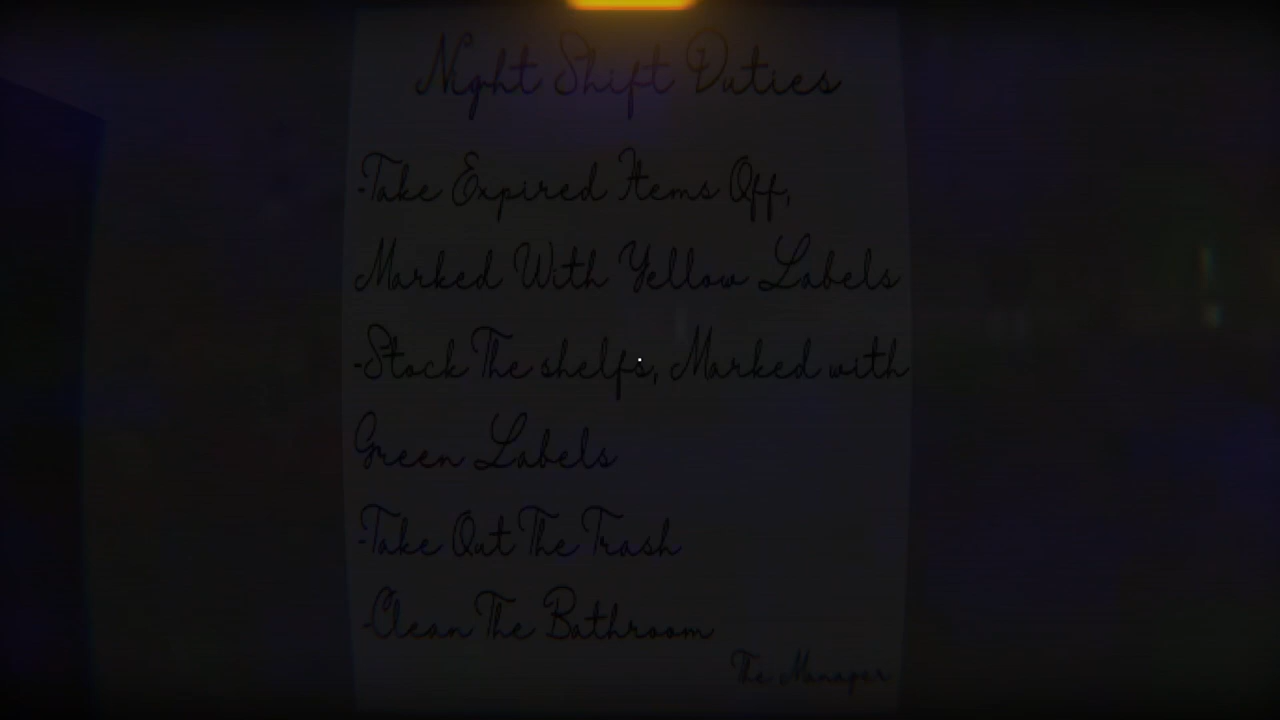 Night Shift Duties
-Take Expired Items Off,
Marked With Yellow Labels
-Stock The shelfs, Marked with
Green Labels
-Take Out The Trash
-Clean The Bathroom
The Manager